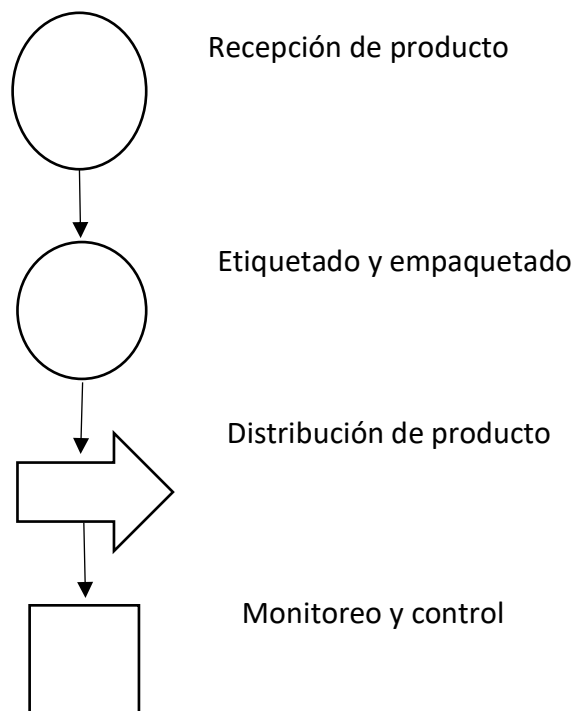 Recepción de producto
Etiquetado y empaquetado
Distribución de producto
Monitoreo y control